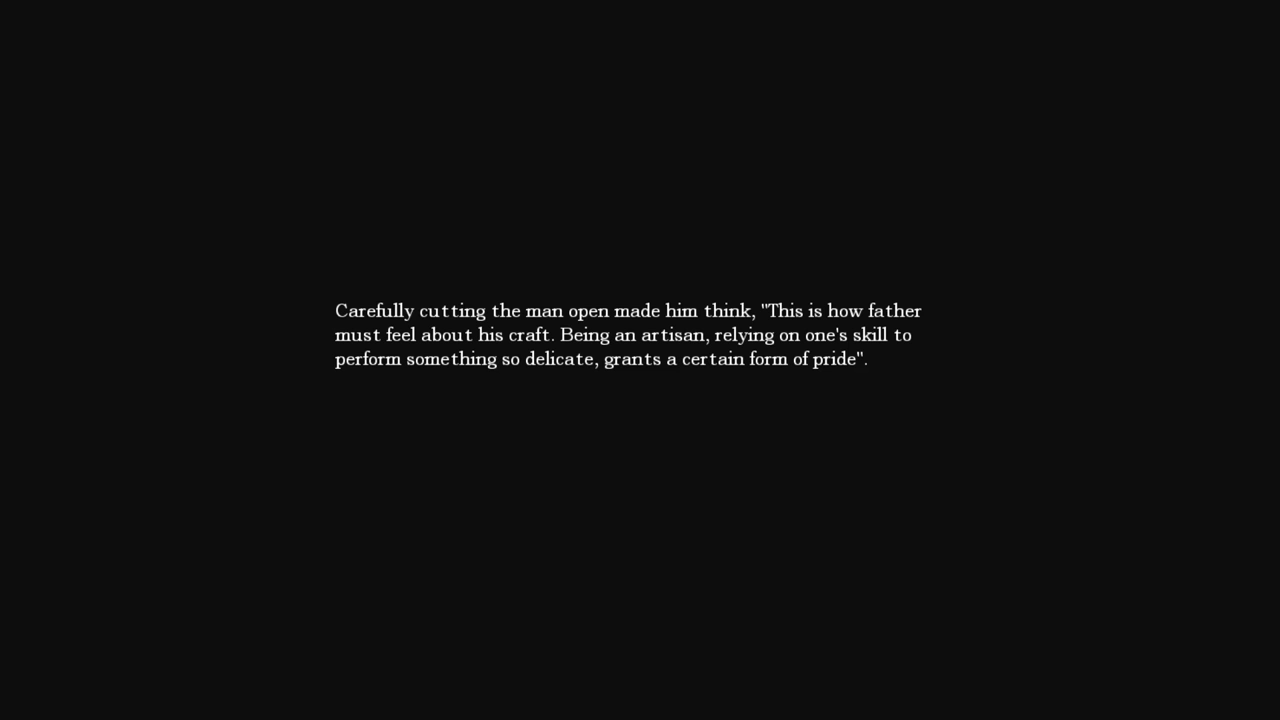 Carefully cutting the man open made him think, "This is how father
must feel about his craft. Being an artisan, relying on one's skill to
perform something so delicate, grants a certain form of pride".